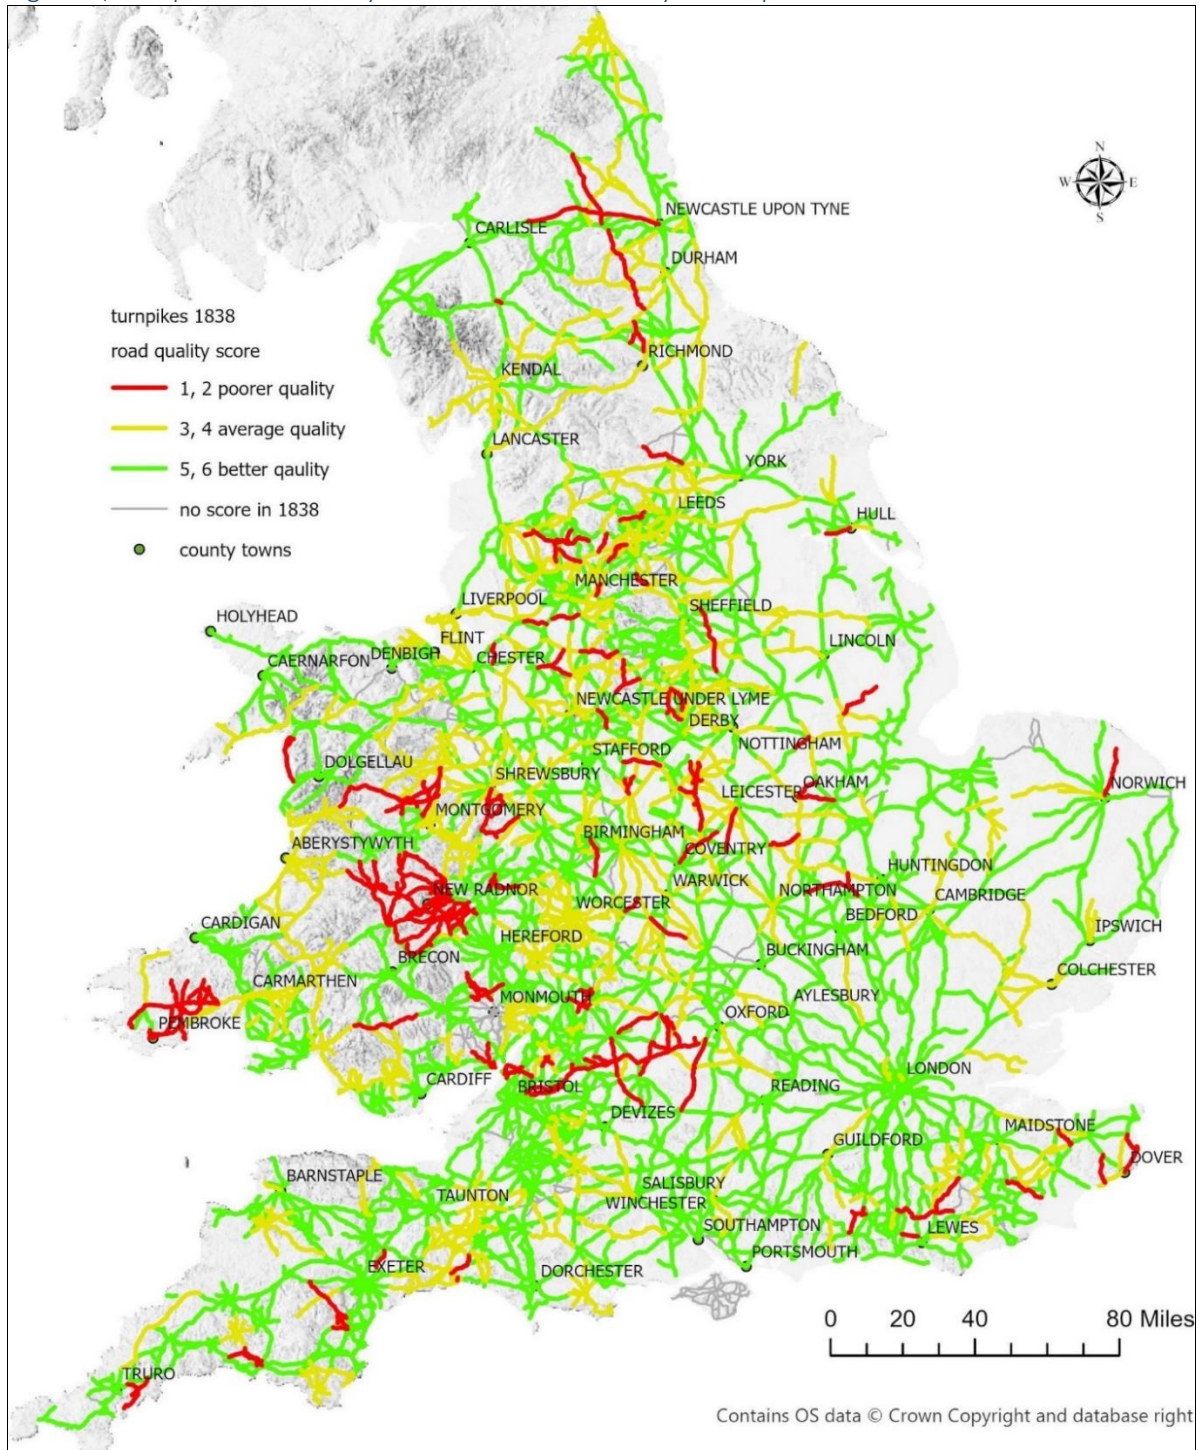 N
W E
S
NEWCASTLE UPON TYNE
CARLISLE
DURHAM
turnpikes 1838
road quality score
1, 2 poorer quality
3, 4 average quality
5, 6 better qaulity
no score in 1838
county towns
RICHMOND
KENDAL
LANCASTER
YORK
LEEDS
HULL
MANCHESTER
LIVERPOOL
SHEFFIELD
HOLYHEAD
FLINT
LINCOLN
CAERNARFON
DENBIGH
CHESTER
NEWCASTLE UNDER LYME
DERBY
NOTTINGHAM
STAFFORD
DOLGELLAU
SHREWSBURY
LEICESTER
OAKHAM
NORWICH
MONTGOMERY
BIRMINGHAM
ABERYSTWYTH
COVENTRY
HUNTINGDON
WARWICK
NEW RADNOR
NORTHAMPTON
CAMBRIDGE
WORCESTER
BEDFORD
CARDIGAN
IPSWICH
HEREFORD
BUCKINGHAM
BRECON
COLCHESTER
CARMARTHEN
MONMOUTH
AYLESBURY
OXFORD
PEMBROKE
LONDON
CARDIFF
BRISTOL
READING
DEVIZES
MAIDSTONE
GUILDFORD
DOVER
BARNSTAPLE
SALISBURY
TAUNTON
WINCHESTER
SOUTHAMPTON
LEWES
PORTSMOUTH
EXETER
DORCHESTER
0 20 40 80 Miles
TRURO
Contains OS data © Crown Copyright and database right